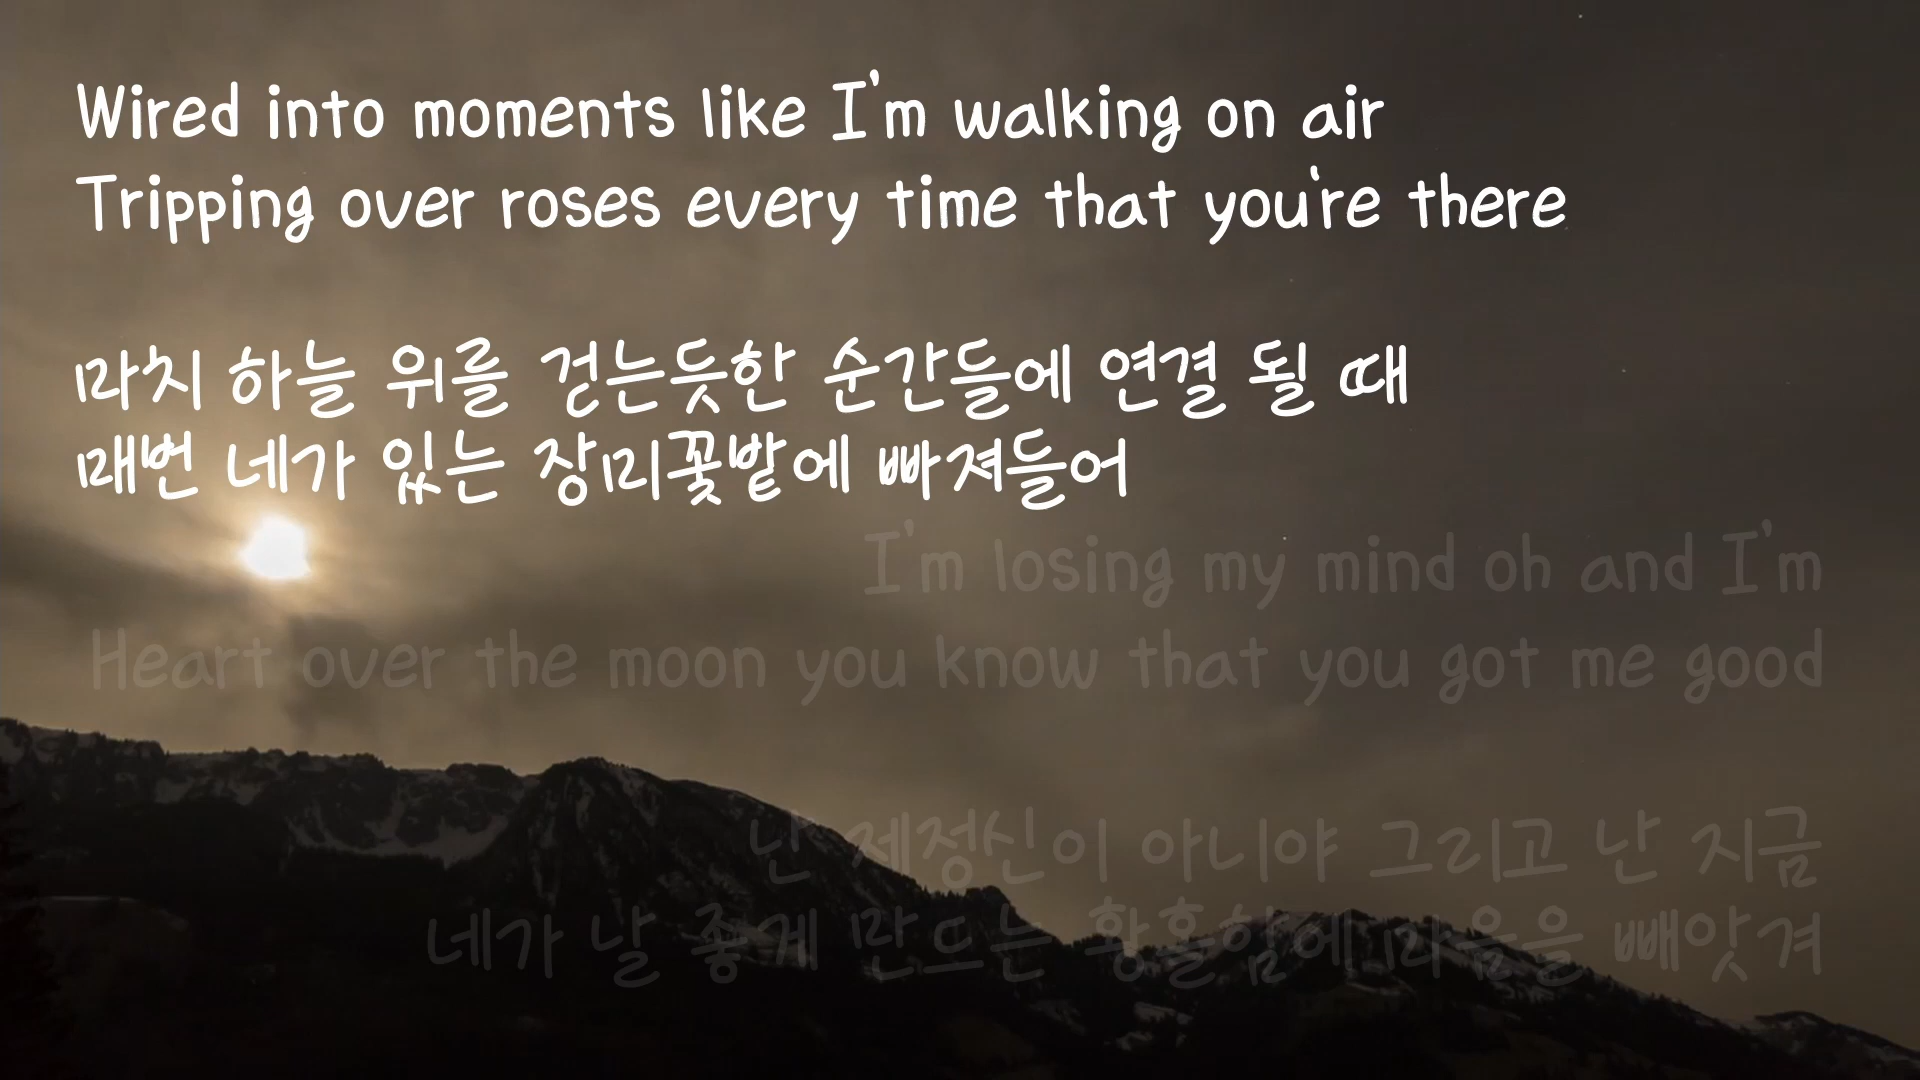 Wired into moments like I'm walking on air
Tripping over roses every time that you're there
마치 하늘 위를 걷는듯한 순간들에 연결 될 때
매번 네가 있는 장미꽃밭에 빠져들어
I'm losing my mind oh and I'm
Heart over the moon you know that you got me good
난 제정신이 아니야 그리고 난 지금
네가 날 좋게 만드는 황홀함에 마음을 빼앗겨